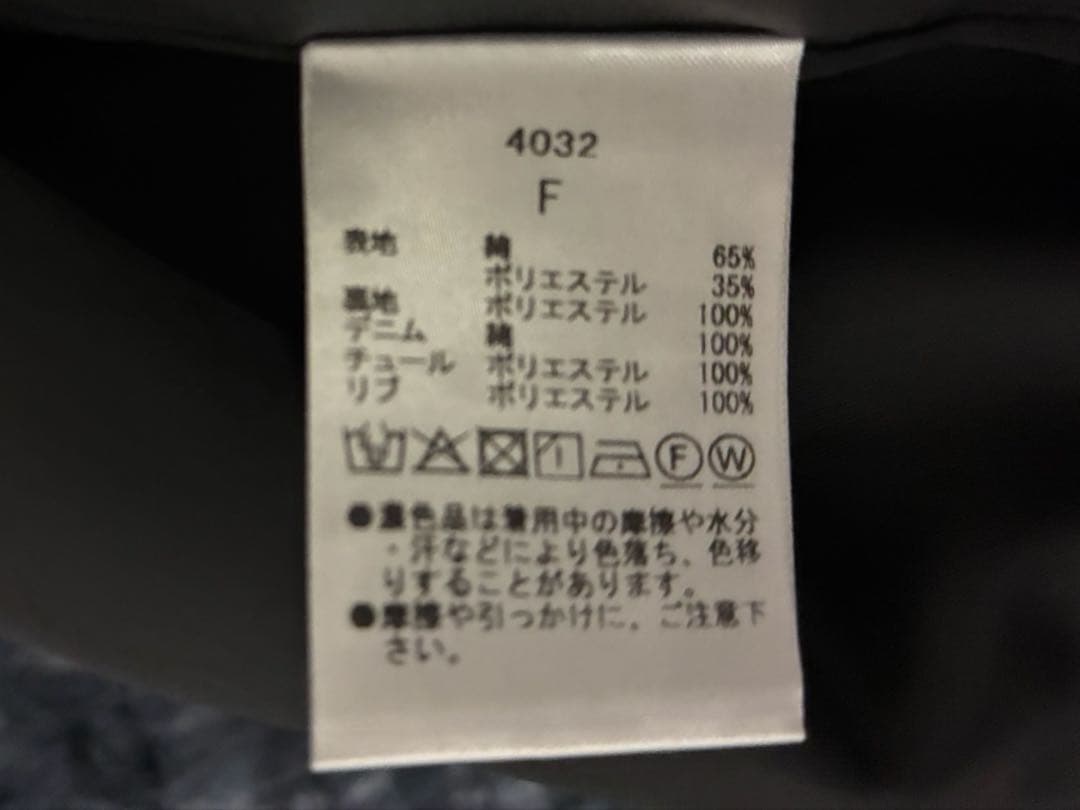 4032
F
表地 綿 65%
ポリエステル 35%
裏地 ポリエステル 100%
デニム 綿 100%
チュール ポリエステル 100%
リブ ポリエステル 100%
F W
●濃色品は着用中の摩擦や水分
・汗などにより色落ち、色移
りすることがあります。
●摩擦や引っかけに、ご注意下
さい。